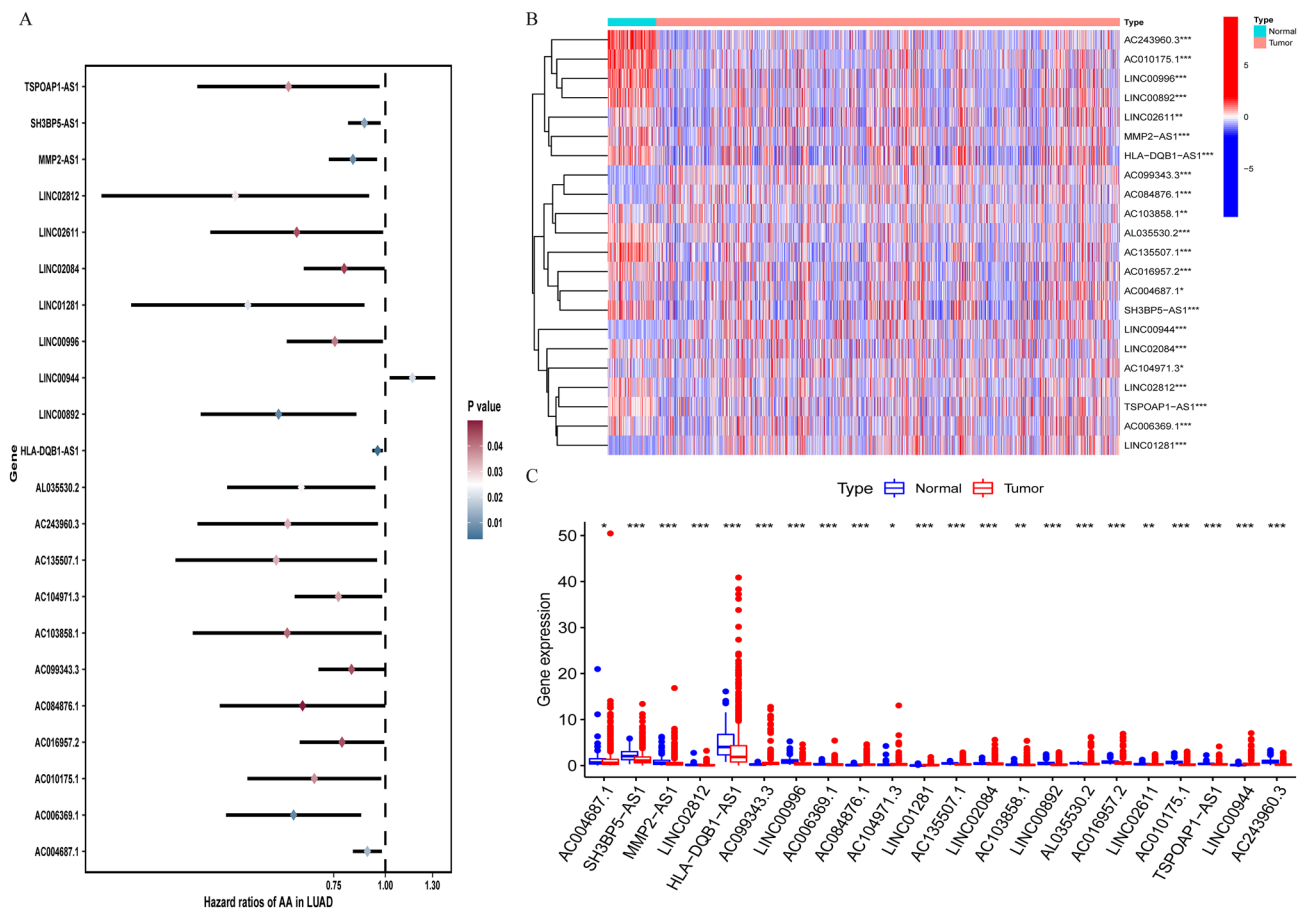 A
TSPOAP1-AS1
SH3BP5-AS1
MMP2-AS1
LINC02812
LINC02611
LINC02084
LINC01281
LINC00996
LINC00944
LINC00892
HLA-DQB1-AS1
AL035530.2
AC243960.3
AC135507.1
AC104971.3
AC103858.1
AC099343.3
AC084876.1
AC016957.2
AC010175.1
AC006369.1
AC004687.1
Gene
0.75 1.00 1.30
Hazard ratios of AA in LUAD
P value
0.04
0.03
0.02
0.01
B
Type
AC243960.3***
AC010175.1***
LINC00996***
LINC00892***
LINC02611**
MMP2−AS1***
HLA−DQB1−AS1***
AC099343.3***
AC084876.1***
AC103858.1**
AL035530.2***
AC135507.1***
AC016957.2***
AC004687.1*
SH3BP5−AS1***
LINC00944***
LINC02084***
AC104971.3*
LINC02812***
TSPOAP1−AS1***
AC006369.1***
LINC01281***
5
0
−5
Type
Normal
Tumor
C
Type Normal Tumor
* *** *** *** *** *** *** *** *** * *** *** *** ** *** *** *** ** *** *** *** ***
Gene expression
50
40
30
20
10
0
AC004687.1
SH3BP5−AS1
MMP2−AS1
LINC02812
HLA−DQB1−AS1
AC099343.3
LINC00996
AC006369.1
AC084876.1
AC104971.3
LINC01281
AC135507.1
LINC02084
AC103858.1
LINC00892
AL035530.2
AC016957.2
LINC02611
AC010175.1
TSPOAP1−AS1
LINC00944
AC243960.3